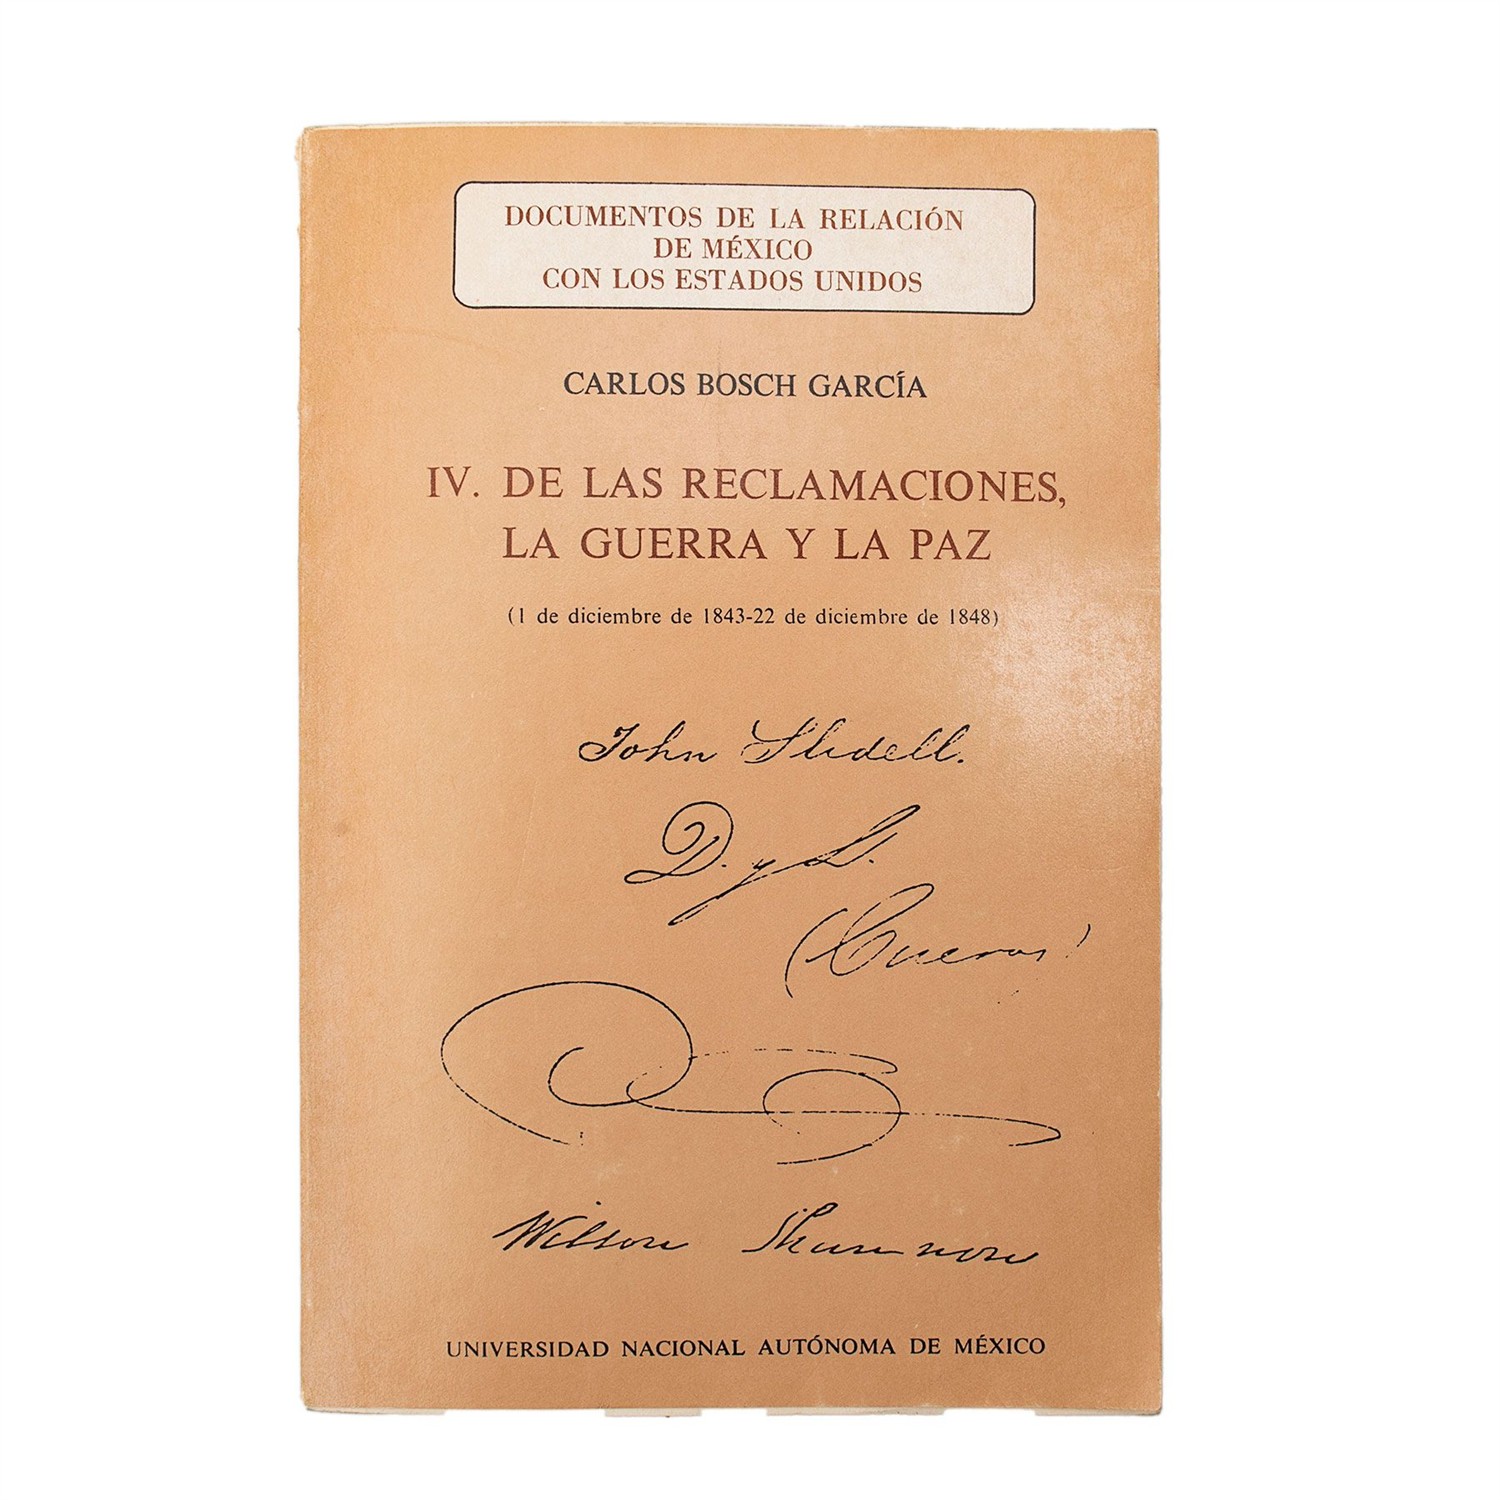 DOCUMENTOS DE LA RELACIÓN
DE MÉXICO
CON LOS ESTADOS UNIDOS
CARLOS BOSCH GARCÍA
IV. DE LAS RECLAMACIONES,
LA GUERRA Y LA PAZ
(1 de diciembre de 1843-22 de diciembre de 1848)
John Slidell.
D. y L.
(Cuevas)
Wilson Shannon
UNIVERSIDAD NACIONAL AUTÓNOMA DE MÉXICO